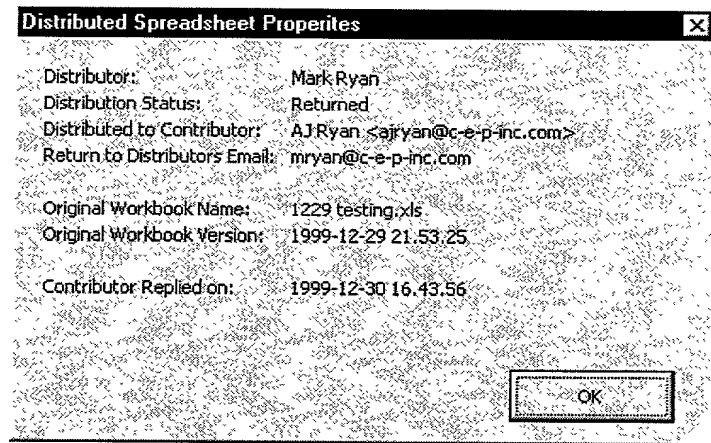 Distributed Spreadsheet Properites
Distributor: Mark Ryan
Distribution Status: Returned
Distributed to Contributor: AJ Ryan <ajryan@c-e-p-inc.com>
Return to Distributors Email: mryan@c-e-p-inc.com
Original Workbook Name: 1229 testing.xls
Original Workbook Version: 1999-12-29 21.53.25
Contributor Replied on: 1999-12-30 16.43.56
OK